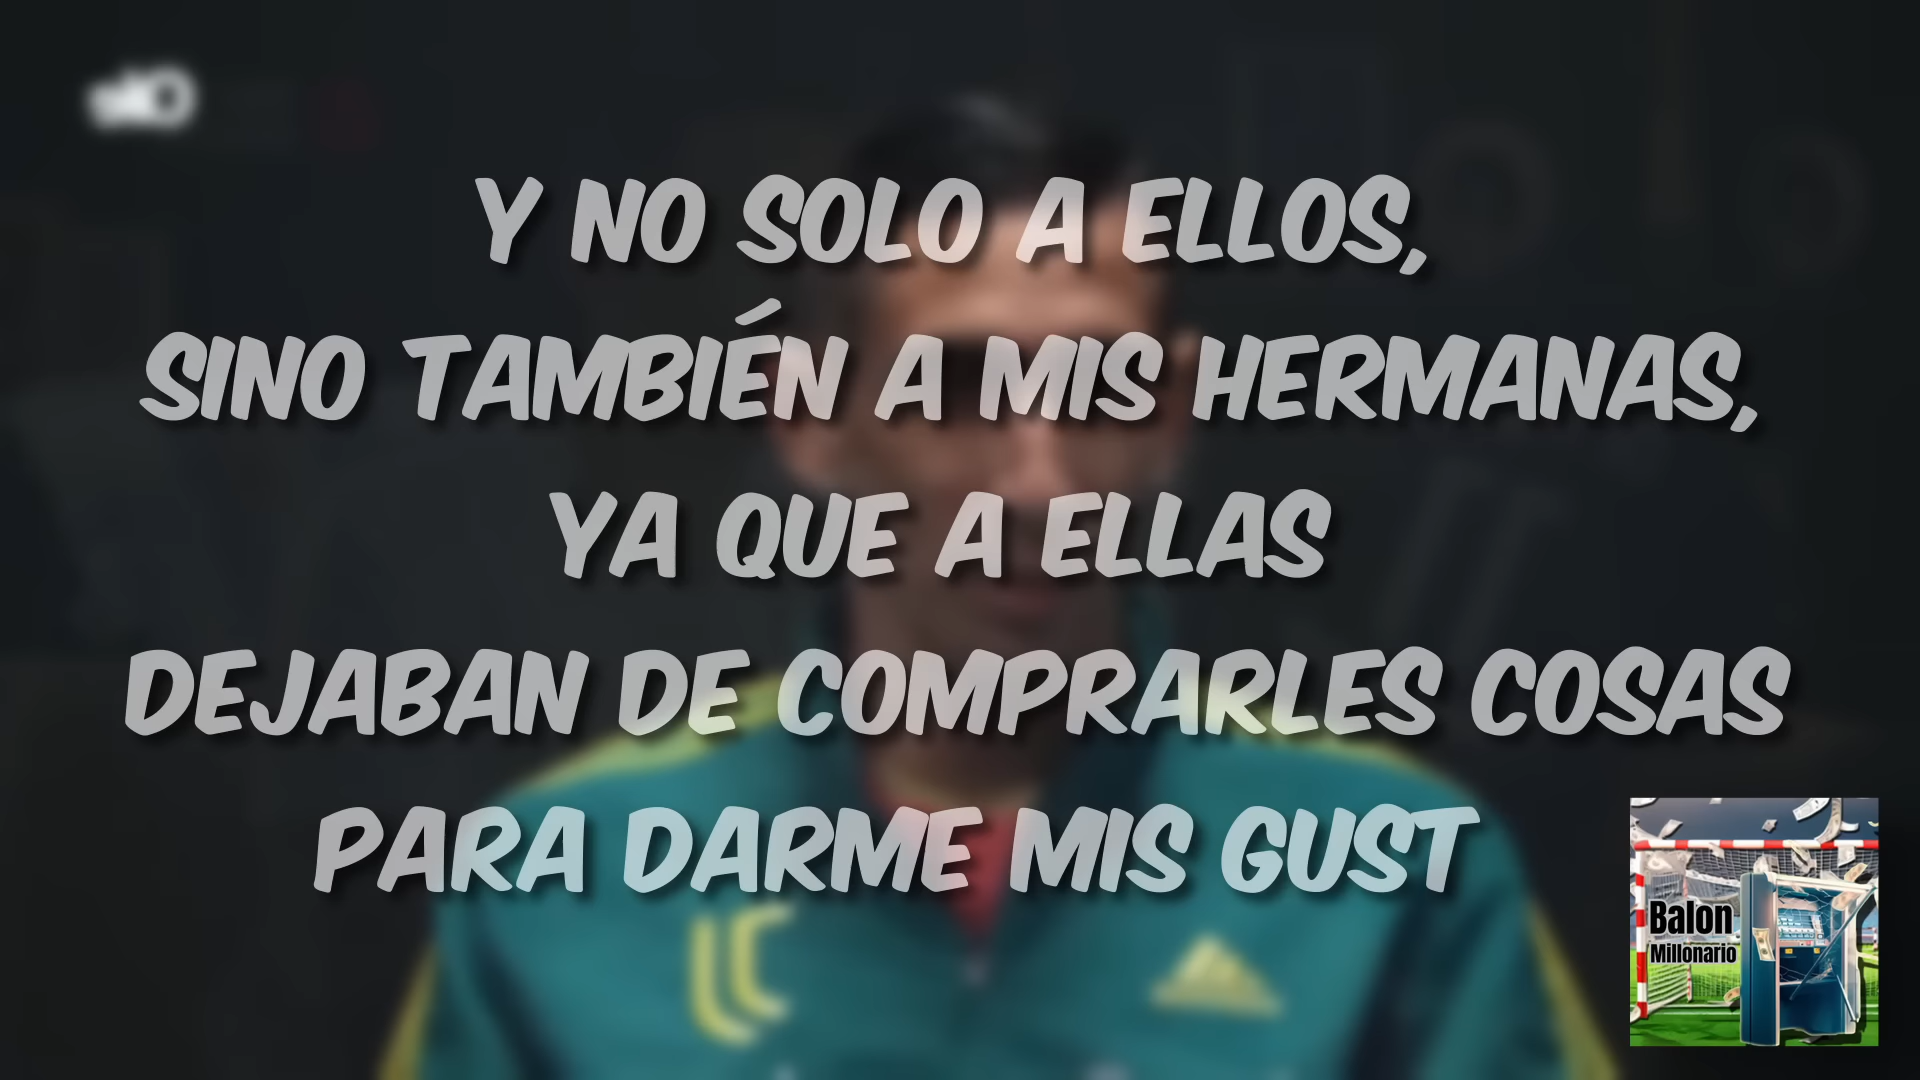 Y NO SOLO A ELLOS,
SINO TAMBIÉN A MIS HERMANAS,
YA QUE A ELLAS
DEJABAN DE COMPRARLES COSAS
PARA DARME MIS GUST
Balon
Millonario